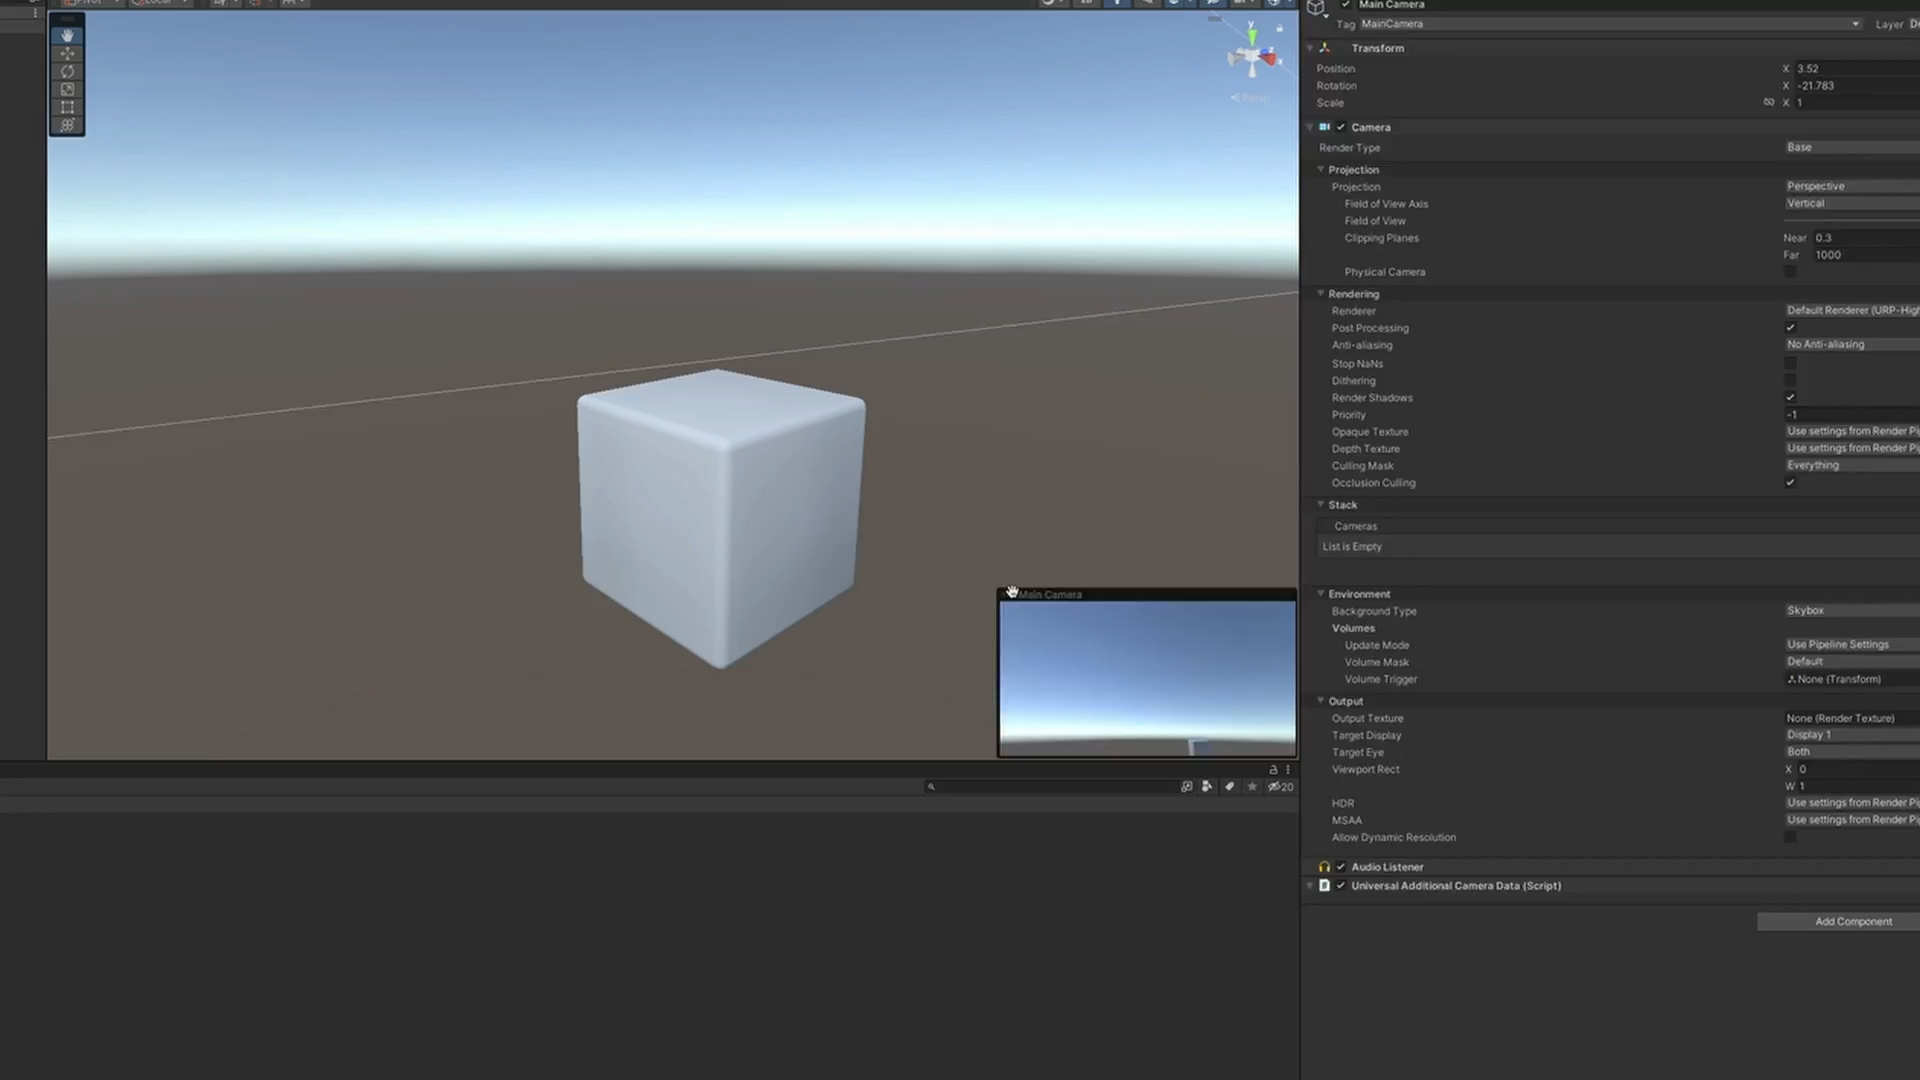 Pivot
Local
2D
Main Camera
Tag MainCamera
Layer
Transform
Position X 3.52
Rotation X -21.783
Scale X 1
Camera
Render Type Base
Projection
Projection Perspective
Field of View Axis Vertical
Field of View
Clipping Planes Near 0.3
Far 1000
Physical Camera
Rendering
Renderer Default Renderer (URP-High
Post Processing
Anti-aliasing No Anti-aliasing
Stop NaNs
Dithering
Render Shadows
Priority -1
Opaque Texture Use settings from Render Pi
Depth Texture Use settings from Render Pi
Culling Mask Everything
Occlusion Culling
Stack
Cameras
List is Empty
Environment
Background Type Skybox
Volumes
Update Mode Use Pipeline Settings
Volume Mask Default
Volume Trigger None (Transform)
Output
Output Texture None (Render Texture)
Target Display Display 1
Target Eye Both
Viewport Rect X 0
W 1
HDR Use settings from Render Pi
MSAA Use settings from Render Pi
Allow Dynamic Resolution
Audio Listener
Universal Additional Camera Data (Script)
Add Component
y
x
Persp
Main Camera
20